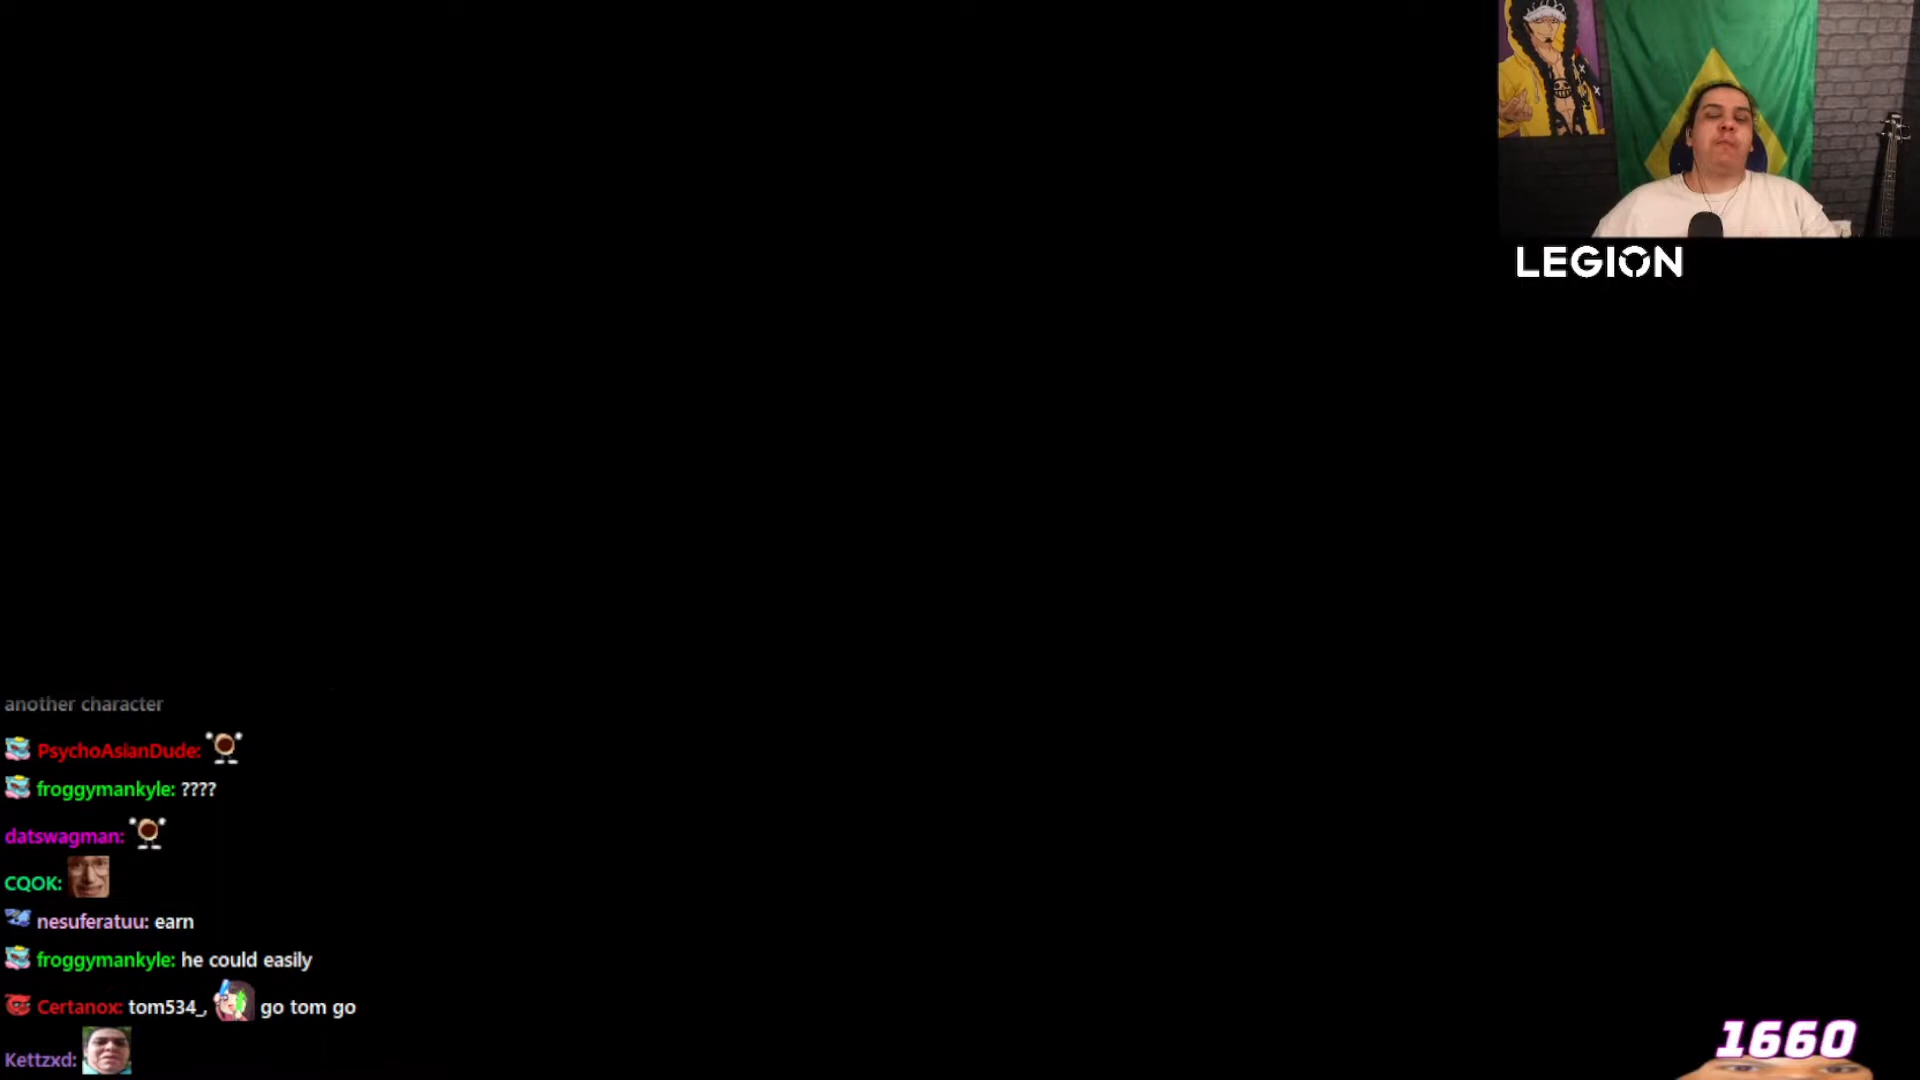 LEGION
another character
PsychoAsianDude:
froggymankyle: ????
datswagman:
CQOK:
nesuferatuu: earn
froggymankyle: he could easily
Certanox: tom534_, go tom go
Kettzxd:
1660